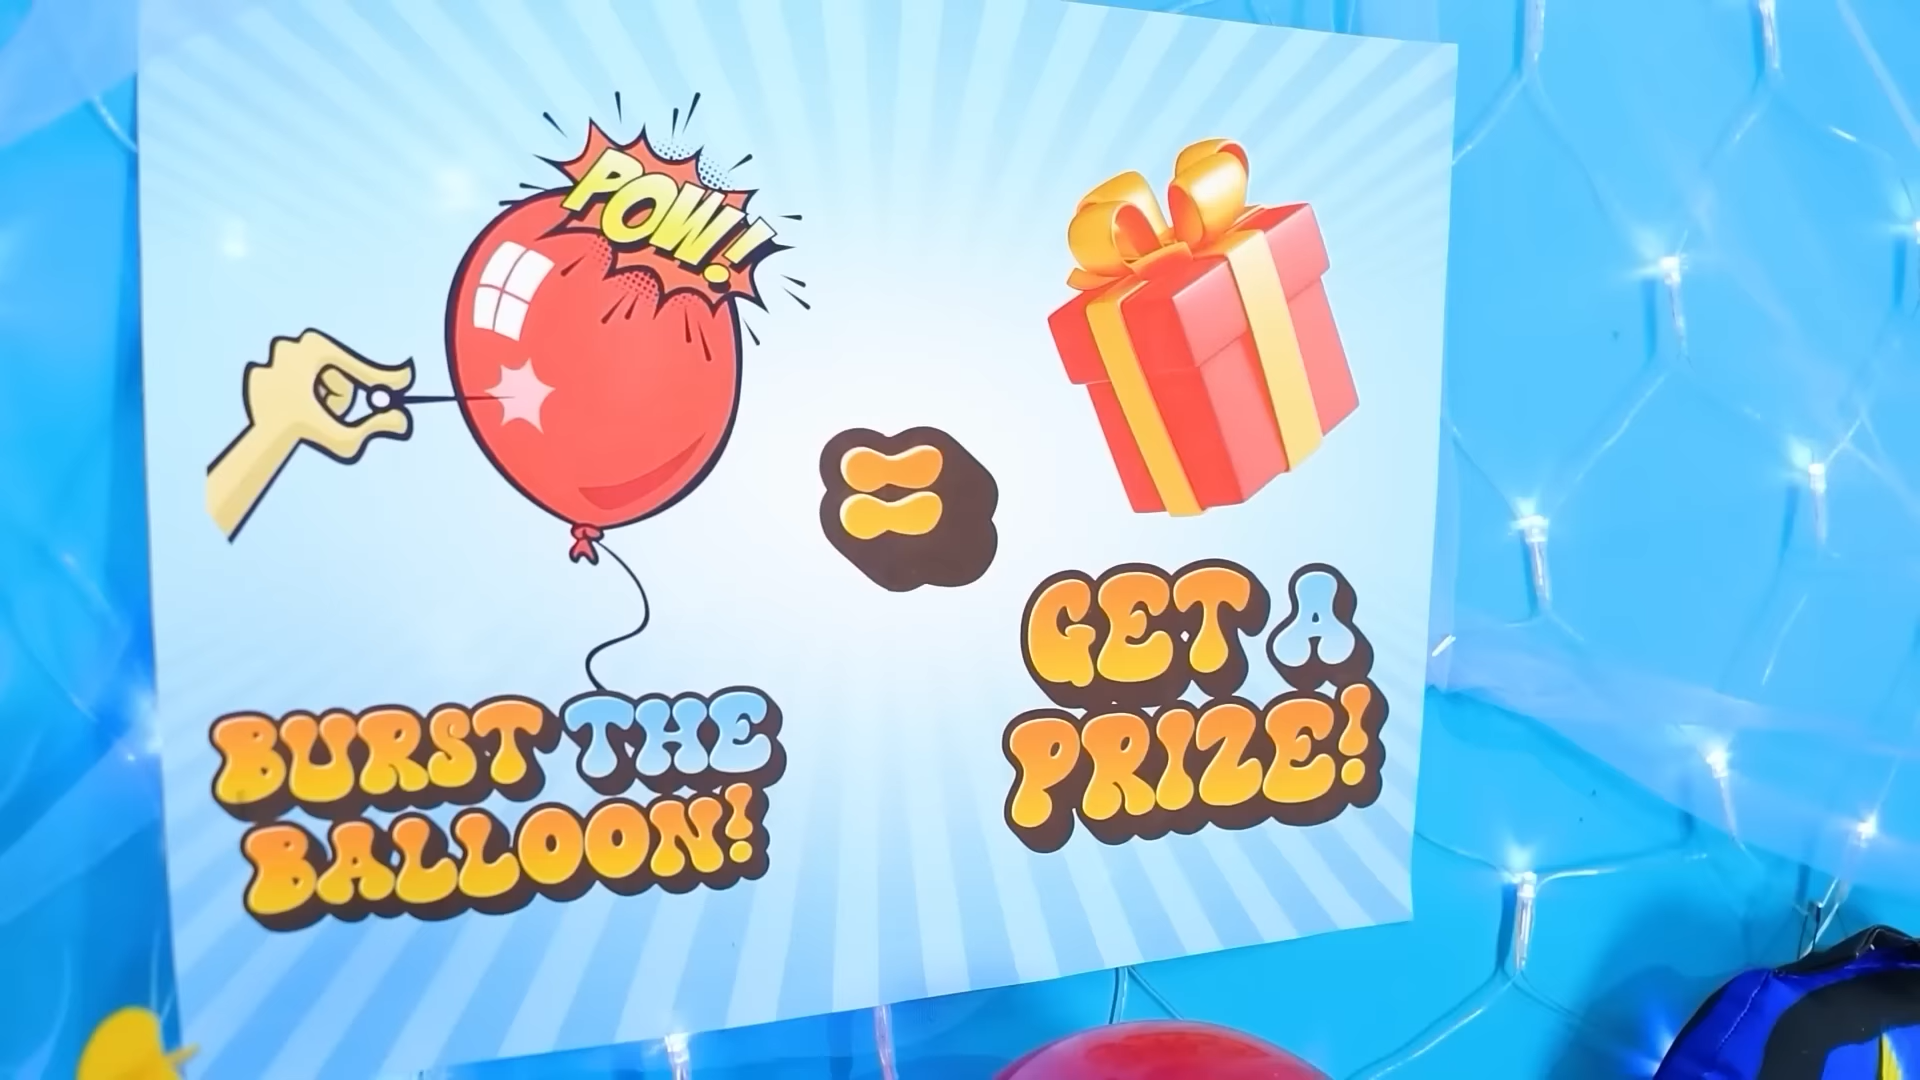 POW!
=
BURST THE
BALLOON!
GET A
PRIZE!